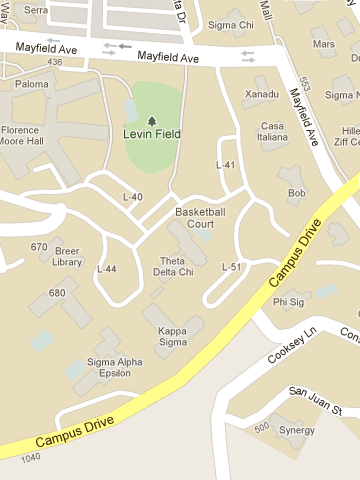 Serra
Way
ta Dr
Sigma Chi
Mall
Mars
D
Mayfield Ave
Mayfield Ave
436
Paloma
553
Xanadu
Sigma N
Mayfield Ave
Florence
Moore Hall
Levin Field
Casa
Italiana
Hille
Ziff Ce
L-41
L-40
Bob
Basketball
Court
670
Breer
Library
L-44
Theta
Delta Chi
L-51
Campus Drive
680
Phi Sig
Kappa
Sigma
Cooksey Ln
Cons
Sigma Alpha
Epsilon
San Juan St
Campus Drive
500
Synergy
1040